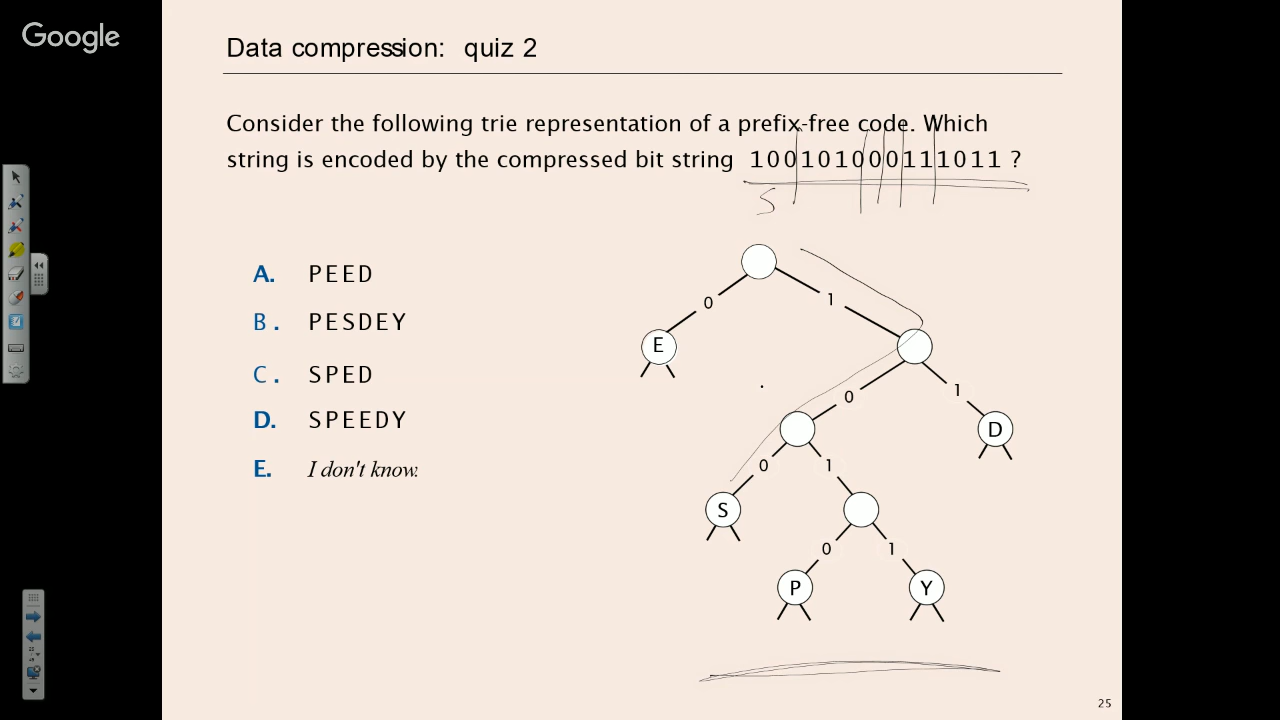 Google
Data compression: quiz 2
Consider the following trie representation of a prefix-free code. Which
string is encoded by the compressed bit string 100101000111011 ?
S
A. PEED
B. PESDEY
C. SPED
D. SPEEDY
E. I don't know.
0 1
E
0 1
D
0 1
S
0 1
P Y
25